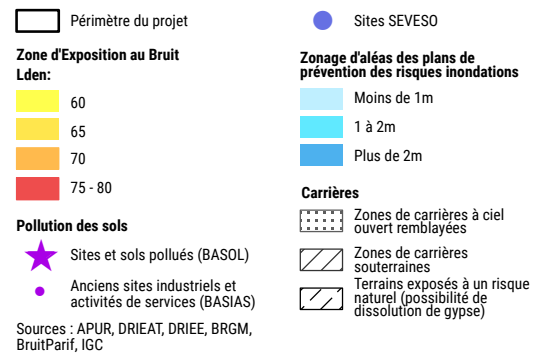 Périmètre du projet
Zone d'Exposition au Bruit
Lden:
60
65
70
75 - 80
Pollution des sols
Sites et sols pollués (BASOL)
Anciens sites industriels et
activités de services (BASIAS)
Sources : APUR, DRIEAT, DRIEE, BRGM,
BruitParif, IGC
Sites SEVESO
Zonage d'aléas des plans de
prévention des risques inondations
Moins de 1m
1 à 2m
Plus de 2m
Carrières
Zones de carrières à ciel
ouvert remblayées
Zones de carrières
souterraines
Terrains exposés à un risque
naturel (possibilité de
dissolution de gypse)